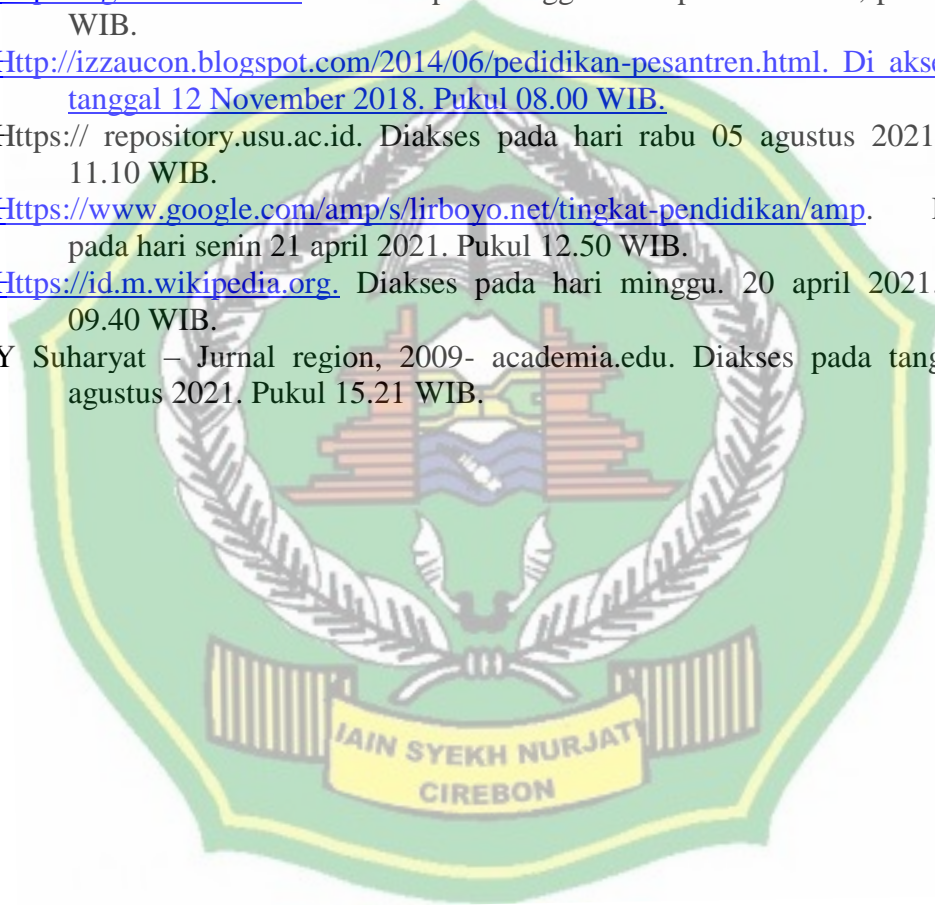 WIB.
Http://izzaucon.blogspot.com/2014/06/pedidikan-pesantren.html. Di
tanggal 12 November 2018. Pukul 08.00 WIB.
Https:// repository.usu.ac.id. Diakses pada hari rabu 05 agustus 2021
11.10 WIB.
Https://www.google.com/amp/s/lirboyo.net/tingkat-pendidikan/amp.
pada hari senin 21 april 2021. Pukul 12.50 WIB.
Https://id.m.wikipedia.org. Diakses pada hari minggu. 20 april 2021.
09.40 WIB.
Y Suharyat – Jurnal region, 2009- academia.edu. Diakses pada
agustus 2021. Pukul 15.21 WIB.
IAIN SYEKH NURJATI
CIREBON